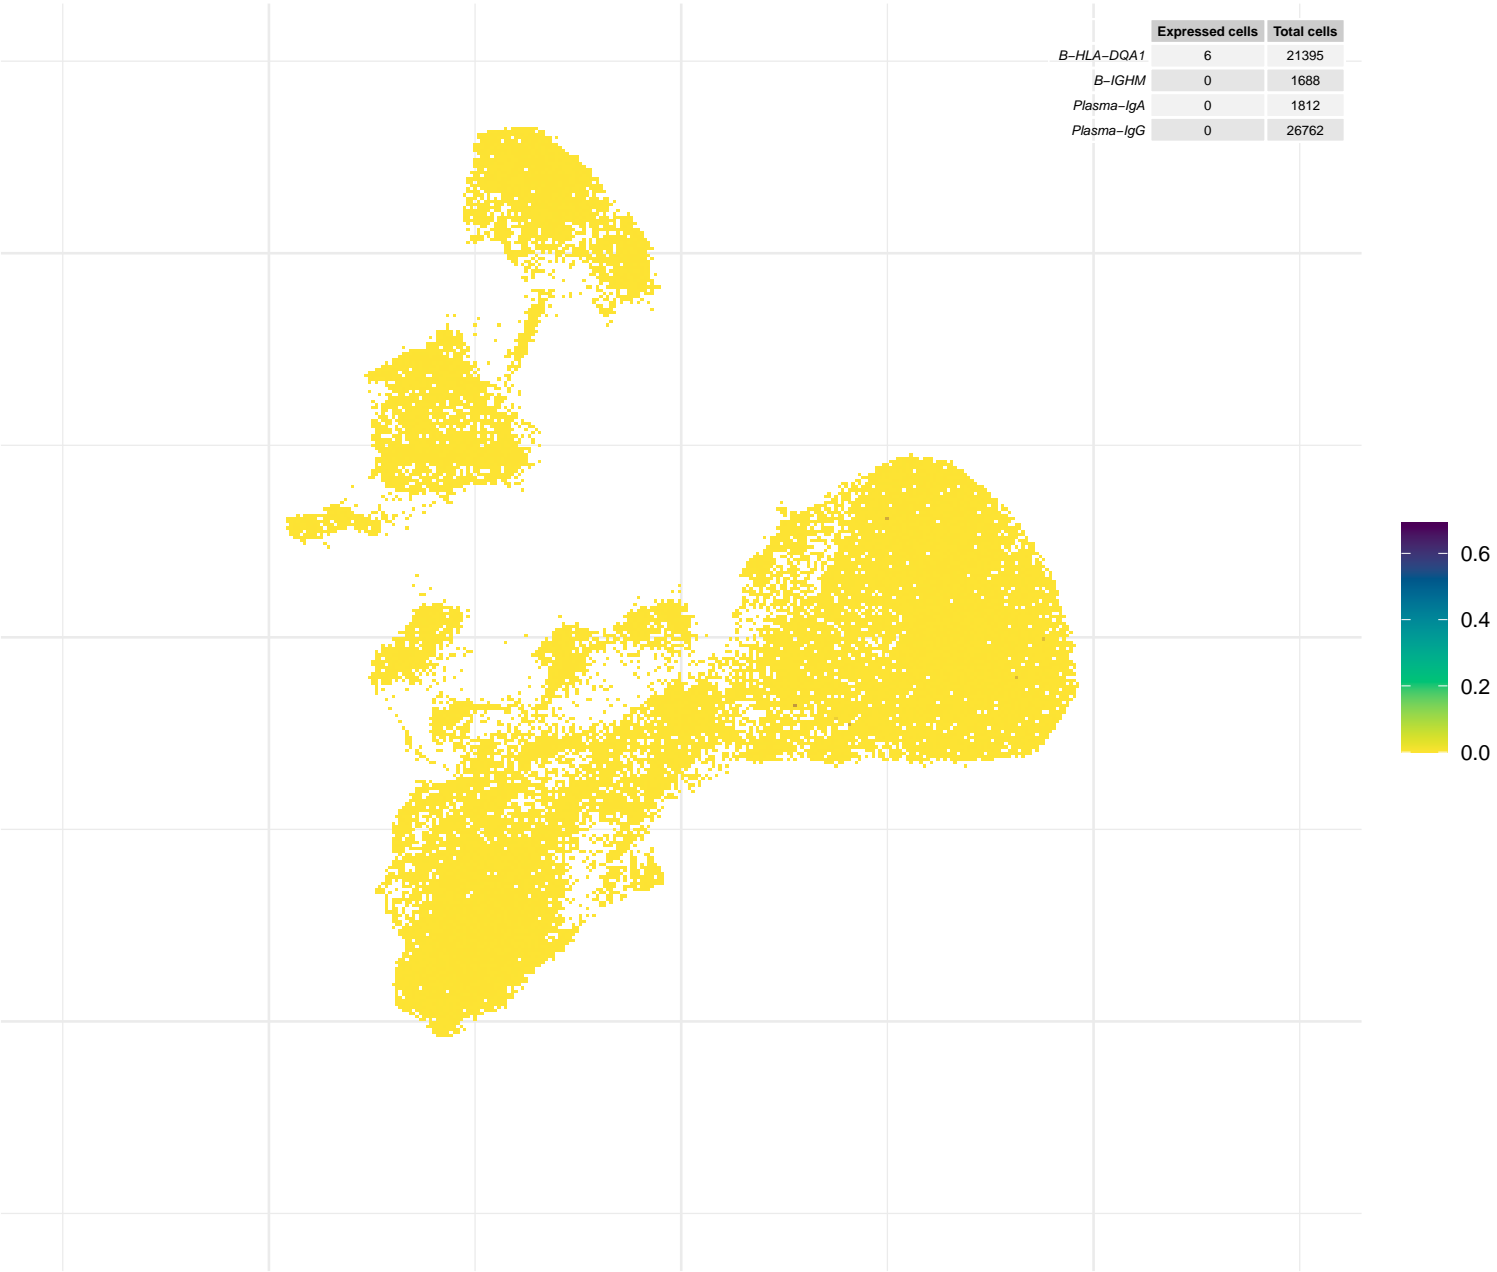 Expressed cells Total cells
B−HLA−DQA1 6 21395
B−IGHM 0 1688
Plasma−IgA 0 1812
Plasma−IgG 0 26762
0.6
0.4
0.2
0.0